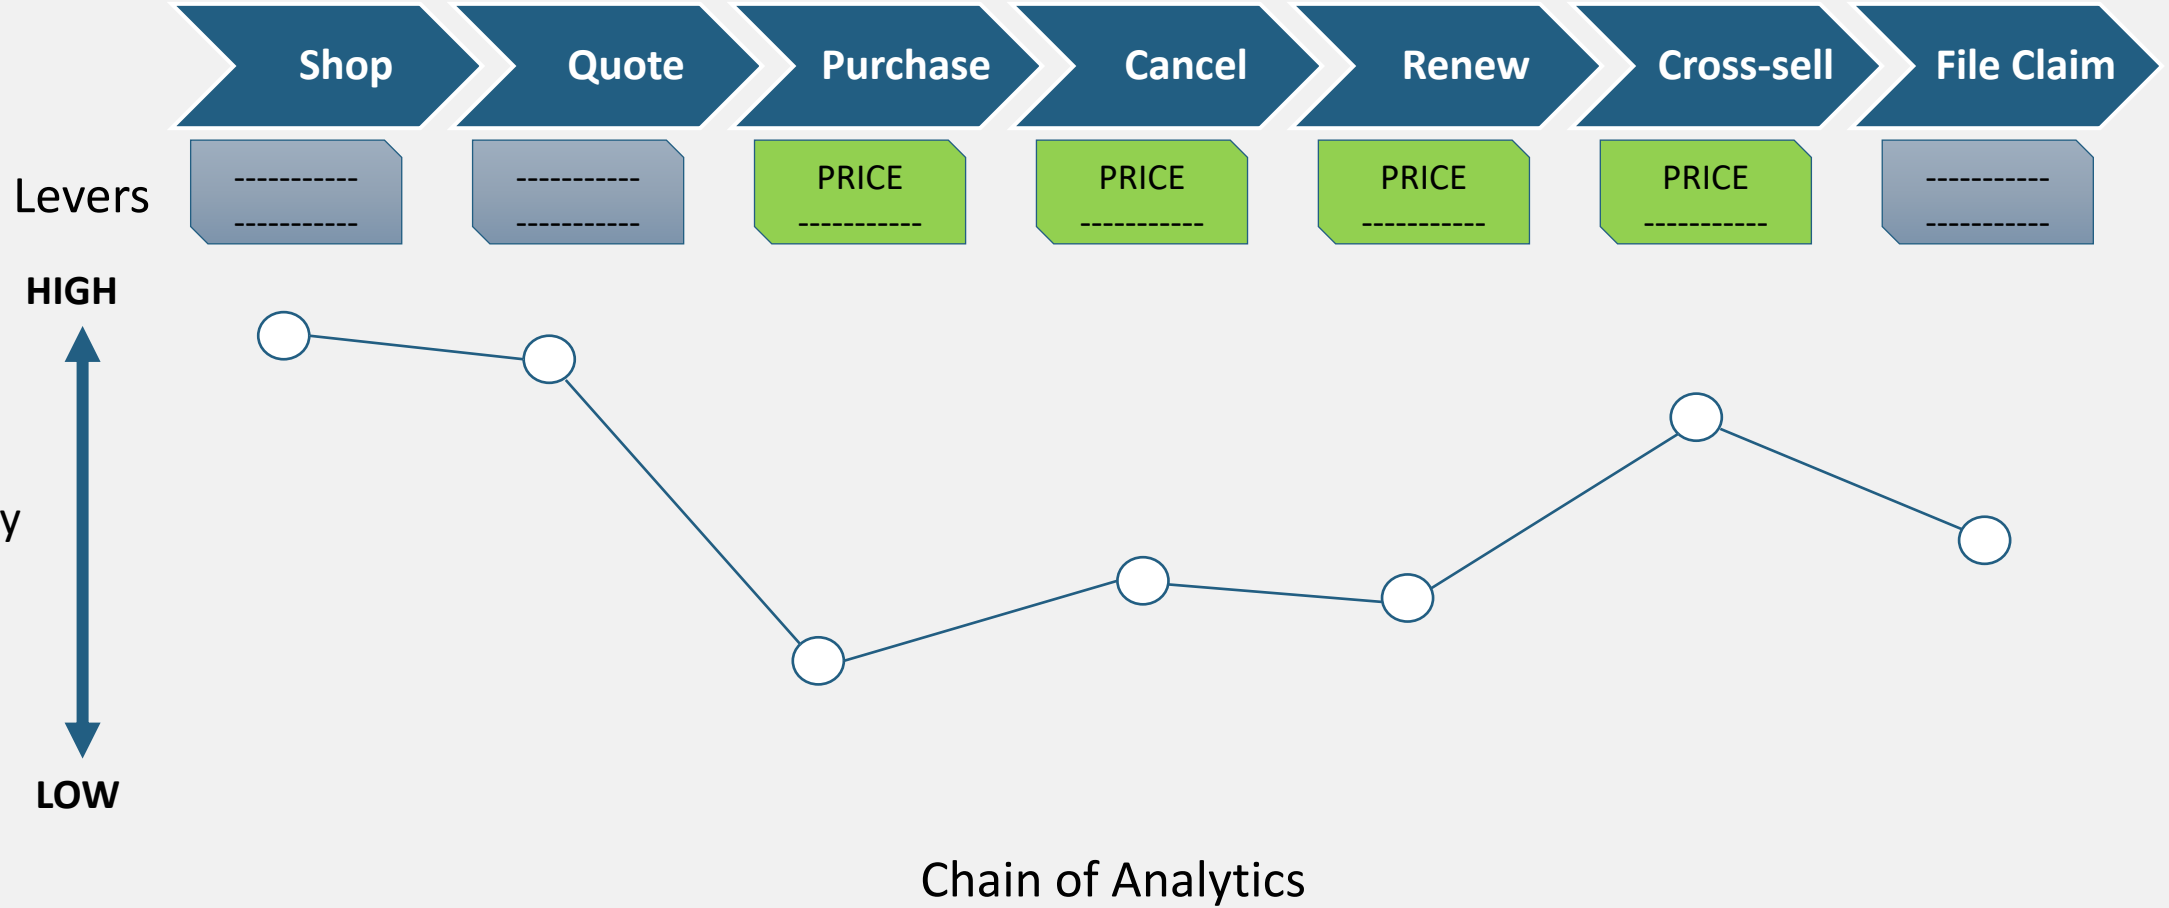 Shop
Quote
Purchase
Cancel
Renew
Cross-sell
File Claim
Levers
-----------
-----------
-----------
-----------
PRICE
-----------
PRICE
-----------
PRICE
-----------
PRICE
-----------
-----------
-----------
HIGH
y
LOW
Chain of Analytics